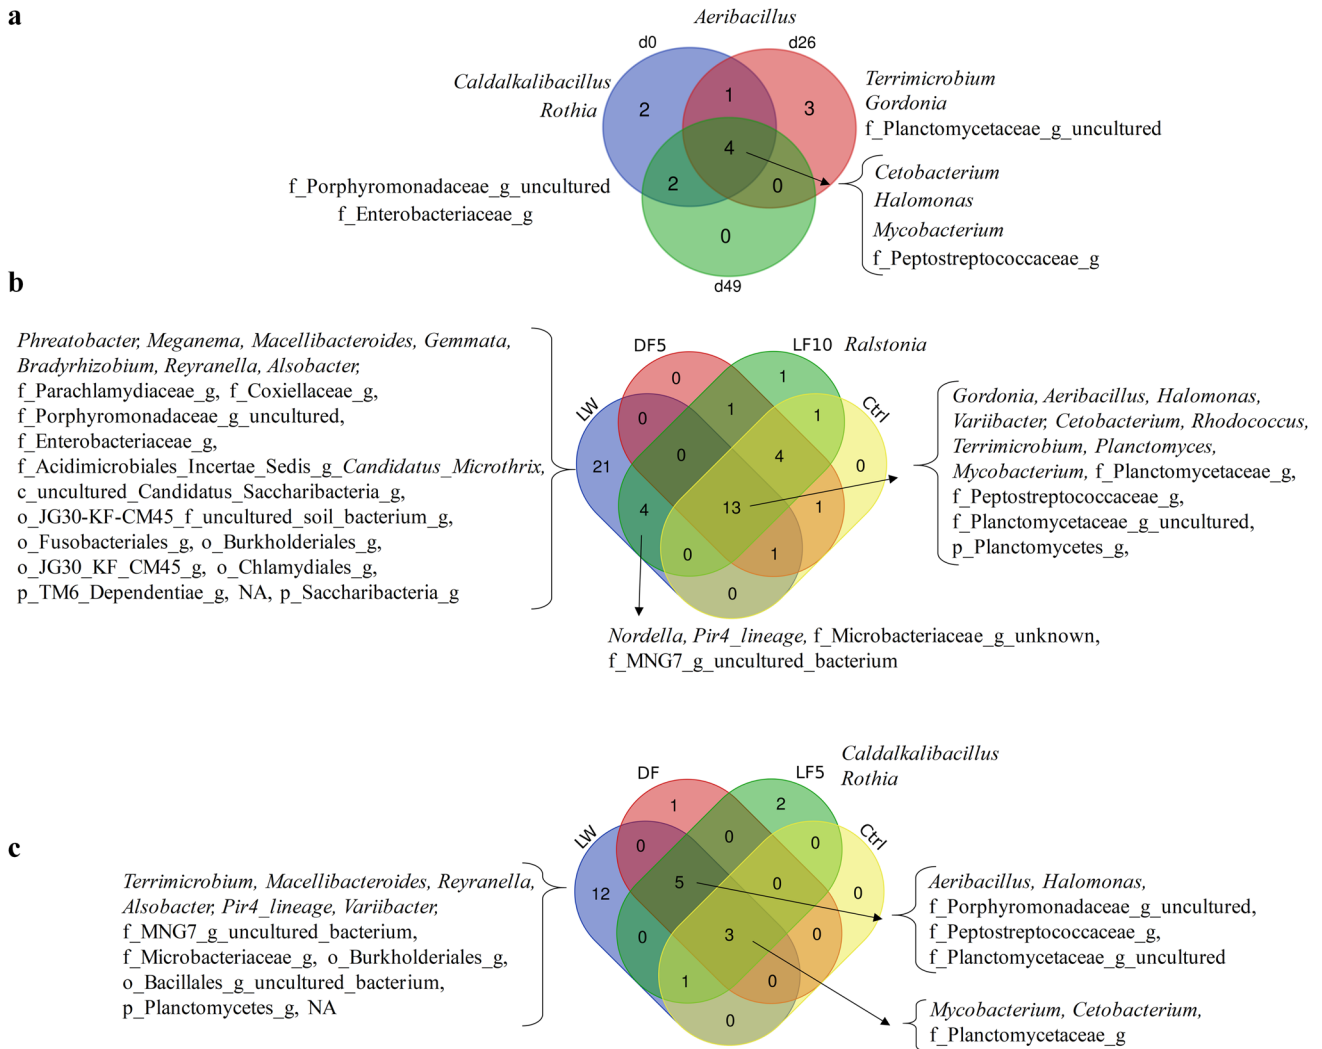 a
Aeribacillus
d0
d26
Caldalkalibacillus
Rothia
2
1
3
4
2
0
0
d49
Terrimicrobium
Gordonia
f_Planctomycetaceae_g_uncultured
f_Porphyromonadaceae_g_uncultured
f_Enterobacteriaceae_g
Cetobacterium
Halomonas
Mycobacterium
f_Peptostreptococcaceae_g
b
Phreatobacter, Meganema, Macellibacteroides, Gemmata,
Bradyrhizobium, Reyranella, Alsobacter,
f_Parachlamydiaceae_g, f_Coxiellaceae_g,
f_Porphyromonadaceae_g_uncultured,
f_Enterobacteriaceae_g,
f_Acidimicrobiales_Incertae_Sedis_g_Candidatus_Microthrix,
c_uncultured_Candidatus_Saccharibacteria_g,
o_JG30-KF-CM45_f_uncultured_soil_bacterium_g,
o_Fusobacteriales_g, o_Burkholderiales_g,
o_JG30_KF_CM45_g, o_Chlamydiales_g,
p_TM6_Dependentiae_g, NA, p_Saccharibacteria_g
LW
DF5
LF10
Ralstonia
Ctrl
0
1
0
1
1
21
0
4
0
4
13
1
0
1
0
Gordonia, Aeribacillus, Halomonas,
Variibacter, Cetobacterium, Rhodococcus,
Terrimicrobium, Planctomyces,
Mycobacterium, f_Planctomycetaceae_g,
f_Peptostreptococcaceae_g,
f_Planctomycetaceae_g_uncultured,
p_Planctomycetes_g,
Nordella, Pir4_lineage, f_Microbacteriaceae_g_unknown,
f_MNG7_g_uncultured_bacterium
c
Terrimicrobium, Macellibacteroides, Reyranella,
Alsobacter, Pir4_lineage, Variibacter,
f_MNG7_g_uncultured_bacterium,
f_Microbacteriaceae_g, o_Burkholderiales_g,
o_Bacillales_g_uncultured_bacterium,
p_Planctomycetes_g, NA
LW
DF
LF5
Caldalkalibacillus
Rothia
Ctrl
1
2
0
0
0
12
5
0
0
0
3
0
1
0
0
Aeribacillus, Halomonas,
f_Porphyromonadaceae_g_uncultured,
f_Peptostreptococcaceae_g,
f_Planctomycetaceae_g_uncultured
Mycobacterium, Cetobacterium,
f_Planctomycetaceae_g